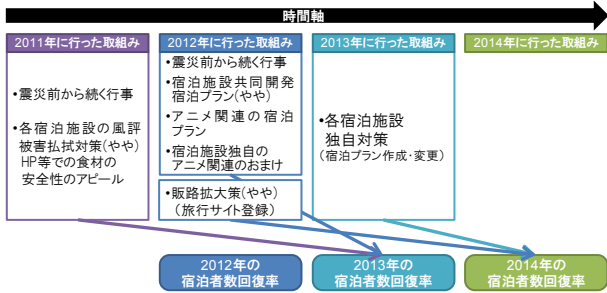 時間軸
2011年に行った取組み
・震災前から続く行事
・各宿泊施設の風評
被害払拭対策(やや)
HP等での食材の
安全性のアピール
2012年に行った取組み
・震災前から続く行事
・宿泊施設共同開発
宿泊プラン(やや)
・アニメ関連の宿泊
プラン
・宿泊施設独自の
アニメ関連のおまけ
・販路拡大策(やや)
(旅行サイト登録)
2013年に行った取組み
・各宿泊施設
独自対策
(宿泊プラン作成・変更)
2014年に行った取組み
2012年の
宿泊者数回復率
2013年の
宿泊者数回復率
2014年の
宿泊者数回復率